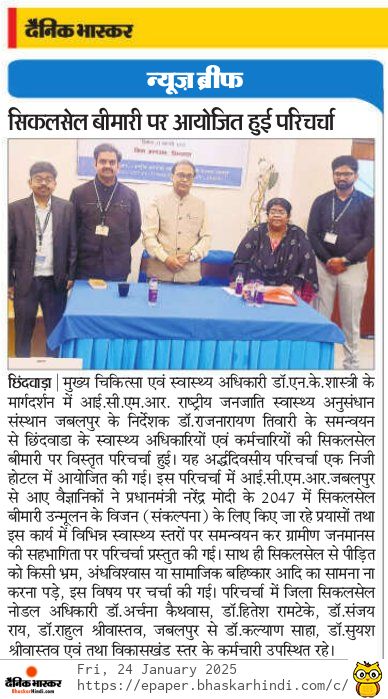 दैनिक भास्कर
न्यूज़ ब्रीफ
सिकलसेल बीमारी पर आयोजित हुई परिचर्चा
छिंदवाड़ा | मुख्य चिकित्सा एवं स्वास्थ्य अधिकारी डॉ.एन.के.शास्त्री के
मार्गदर्शन में आई.सी.एम.आर. राष्ट्रीय जनजाति स्वास्थ्य अनुसंधान
संस्थान जबलपुर के निर्देशक डॉ.राजनारायण तिवारी के समन्वयन
से छिंदवाडा के स्वास्थ्य अधिकारियों एवं कर्मचारियों की सिकलसेल
बीमारी पर विस्तृत परिचर्चा हुई। यह अर्द्धदिवसीय परिचर्चा एक निजी
होटल में आयोजित की गई। इस परिचर्चा में आई.सी.एम.आर.जबलपुर
से आए वैज्ञानिकों ने प्रधानमंत्री नरेंद्र मोदी के 2047 में सिकलसेल
बीमारी उन्मूलन के विजन (संकल्पना) के लिए किए जा रहे प्रयासों तथा
इस कार्य में विभिन्न स्वास्थ्य स्तरों पर समन्वयन कर ग्रामीण जनमानस
की सहभागिता पर परिचर्चा प्रस्तुत की गई। साथ ही सिकलसेल से पीड़ित
को किसी भ्रम, अंधविश्वास या सामाजिक बहिष्कार आदि का सामना ना
करना पड़े, इस विषय पर चर्चा की गई। परिचर्चा में जिला सिकलसेल
नोडल अधिकारी डॉ.अर्चना कैथवास, डॉ.हितेश रामटेके, डॉ.संजय
राय, डॉ.राहुल श्रीवास्तव, जबलपुर से डॉ.कल्याण साहा, डॉ.सुयश
श्रीवास्तव एवं तथा विकासखंड स्तर के कर्मचारी उपस्थित रहे।
दैनिक भास्कर
BhaskarHindi.com
Fri, 24 January 2025
https://epaper.bhaskarhindi.com/c/